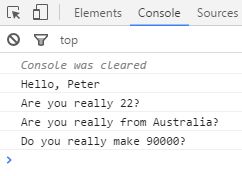 Elements Console Sources
top
Console was cleared
Hello, Peter
Are you really 22?
Are you really from Australia?
Do you really make 90000?